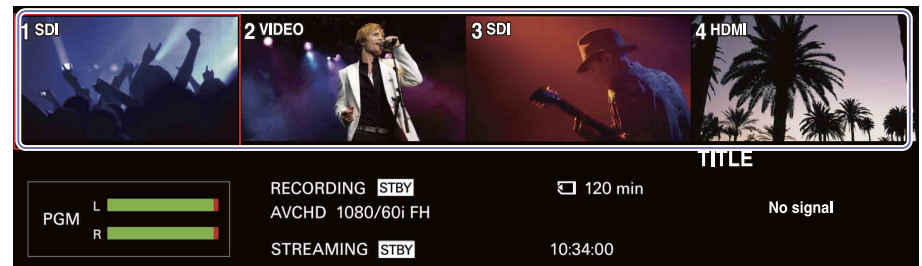 1 SDI
2 VIDEO
3 SDI
4 HDMI
TITLE
RECORDING STBY
120 min
AVCHD 1080/60i FH
PGM
L
R
No signal
STREAMING STBY
10:34:00